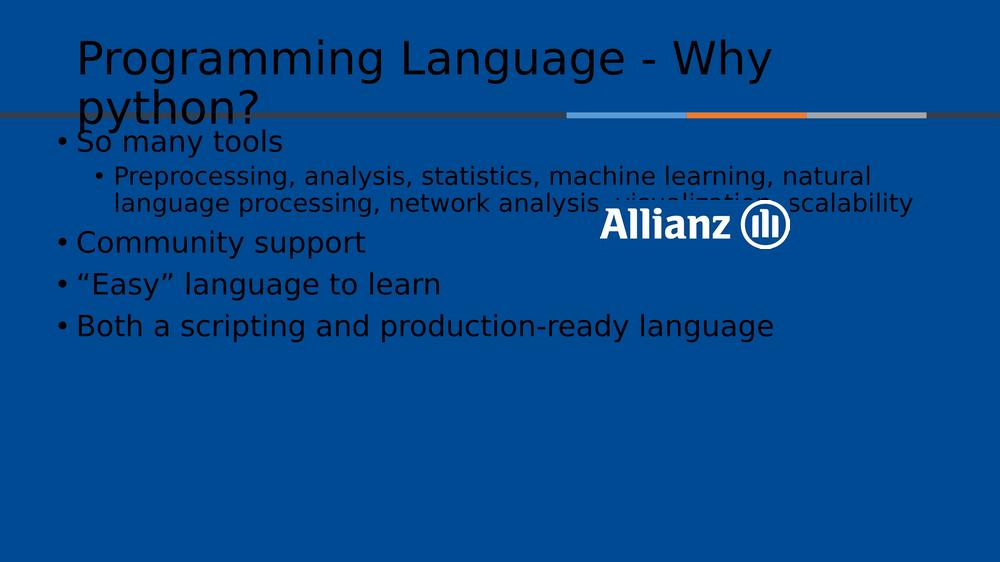 Programming Language - Why
python?
• So many tools
• Preprocessing, analysis, statistics, machine learning, natural
language processing, network analysis, visualization, scalability
Allianz
• Community support
• “Easy” language to learn
• Both a scripting and production-ready language